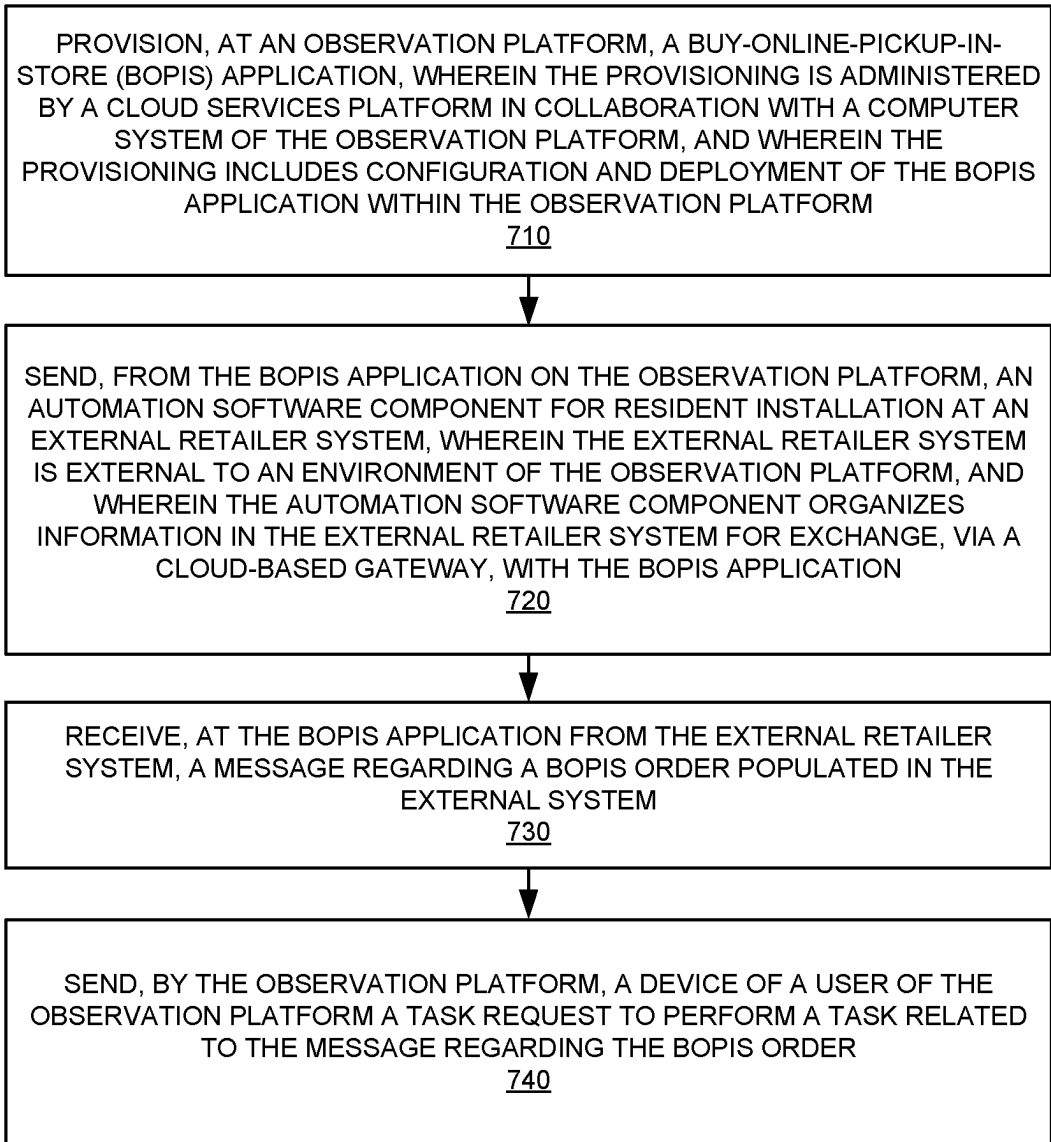 PROVISION, AT AN OBSERVATION PLATFORM, A BUY-ONLINE-PICKUP-IN-
STORE (BOPIS) APPLICATION, WHEREIN THE PROVISIONING IS ADMINISTERED
BY A CLOUD SERVICES PLATFORM IN COLLABORATION WITH A COMPUTER
SYSTEM OF THE OBSERVATION PLATFORM, AND WHEREIN THE
PROVISIONING INCLUDES CONFIGURATION AND DEPLOYMENT OF THE BOPIS
APPLICATION WITHIN THE OBSERVATION PLATFORM
710
SEND, FROM THE BOPIS APPLICATION ON THE OBSERVATION PLATFORM, AN
AUTOMATION SOFTWARE COMPONENT FOR RESIDENT INSTALLATION AT AN
EXTERNAL RETAILER SYSTEM, WHEREIN THE EXTERNAL RETAILER SYSTEM
IS EXTERNAL TO AN ENVIRONMENT OF THE OBSERVATION PLATFORM, AND
WHEREIN THE AUTOMATION SOFTWARE COMPONENT ORGANIZES
INFORMATION IN THE EXTERNAL RETAILER SYSTEM FOR EXCHANGE, VIA A
CLOUD-BASED GATEWAY, WITH THE BOPIS APPLICATION
720
RECEIVE, AT THE BOPIS APPLICATION FROM THE EXTERNAL RETAILER
SYSTEM, A MESSAGE REGARDING A BOPIS ORDER POPULATED IN THE
EXTERNAL SYSTEM
730
SEND, BY THE OBSERVATION PLATFORM, A DEVICE OF A USER OF THE
OBSERVATION PLATFORM A TASK REQUEST TO PERFORM A TASK RELATED
TO THE MESSAGE REGARDING THE BOPIS ORDER
740